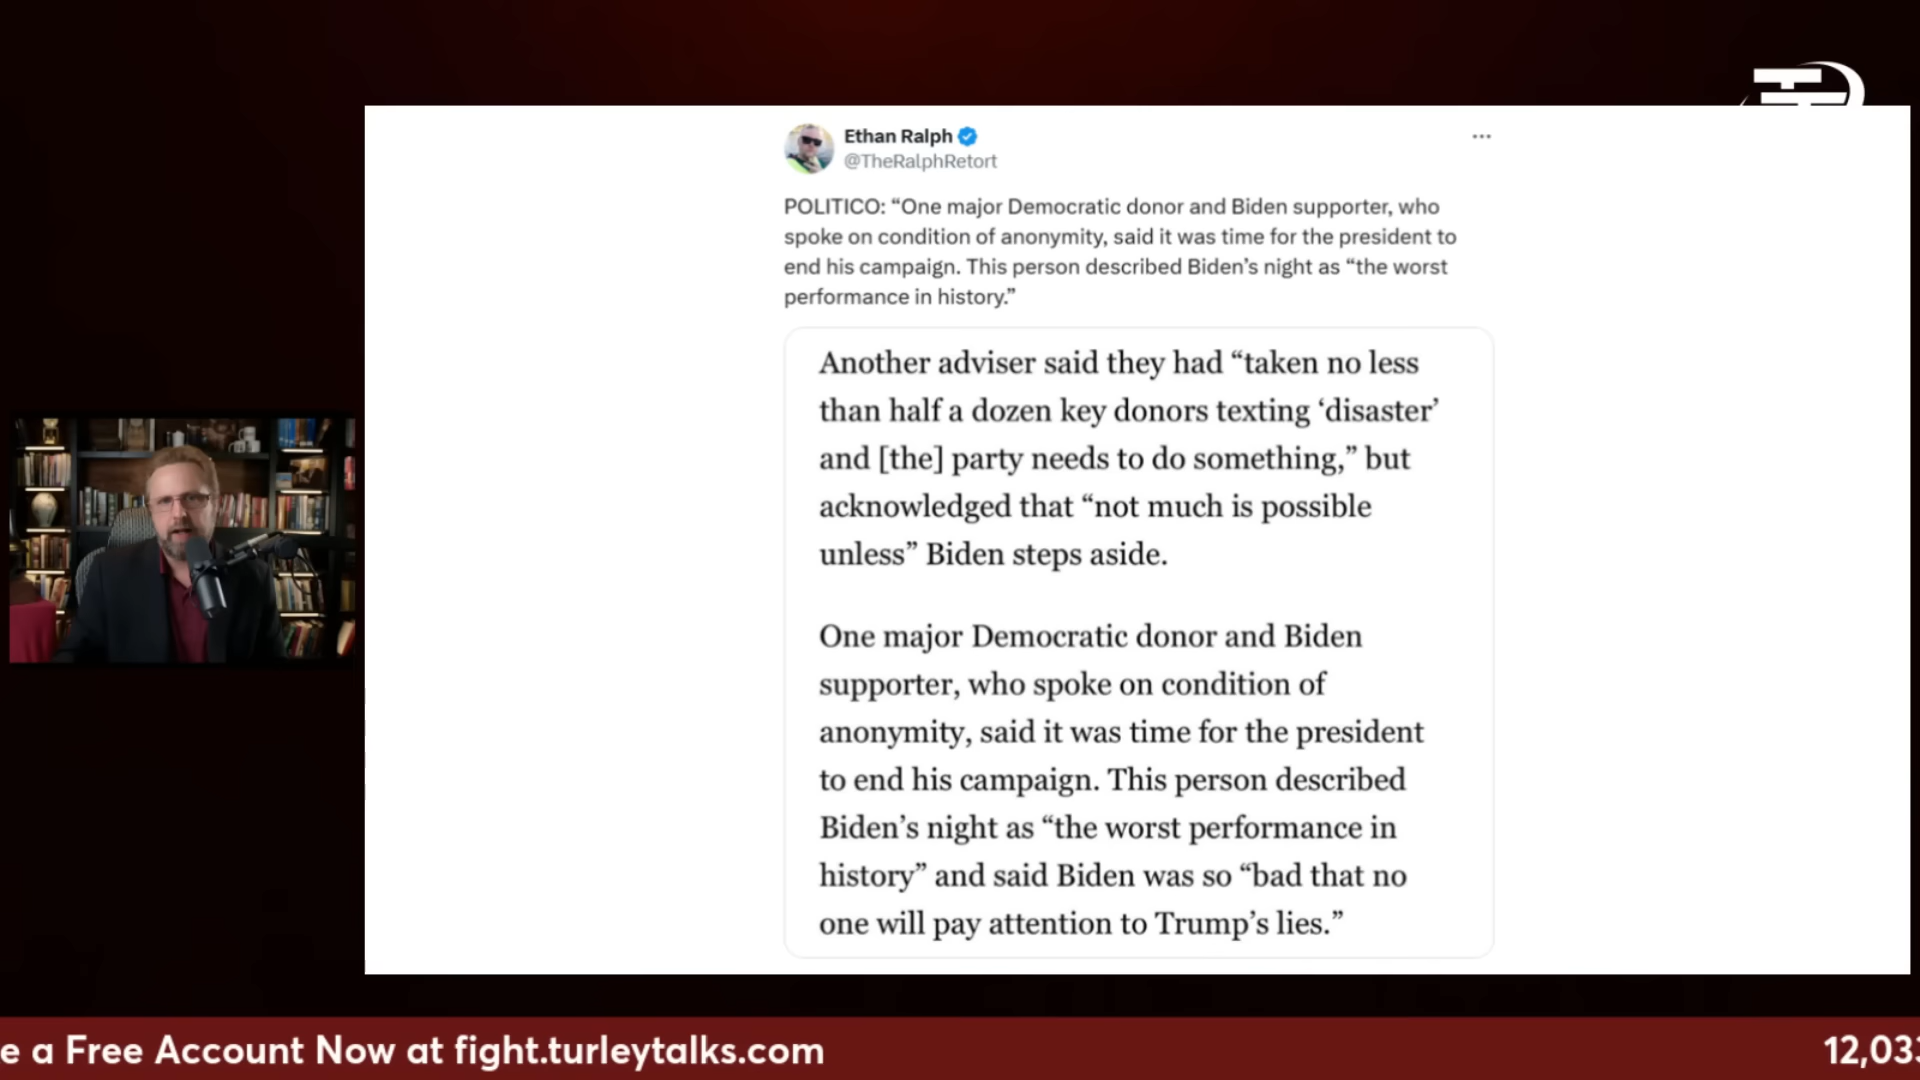 Ethan Ralph
@TheRalphRetort
POLITICO: “One major Democratic donor and Biden supporter, who
spoke on condition of anonymity, said it was time for the president to
end his campaign. This person described Biden’s night as “the worst
performance in history.”
Another adviser said they had “taken no less
than half a dozen key donors texting ‘disaster’
and [the] party needs to do something,” but
acknowledged that “not much is possible
unless” Biden steps aside.
One major Democratic donor and Biden
supporter, who spoke on condition of
anonymity, said it was time for the president
to end his campaign. This person described
Biden’s night as “the worst performance in
history” and said Biden was so “bad that no
one will pay attention to Trump’s lies.”
e a Free Account Now at fight.turleytalks.com
12,033